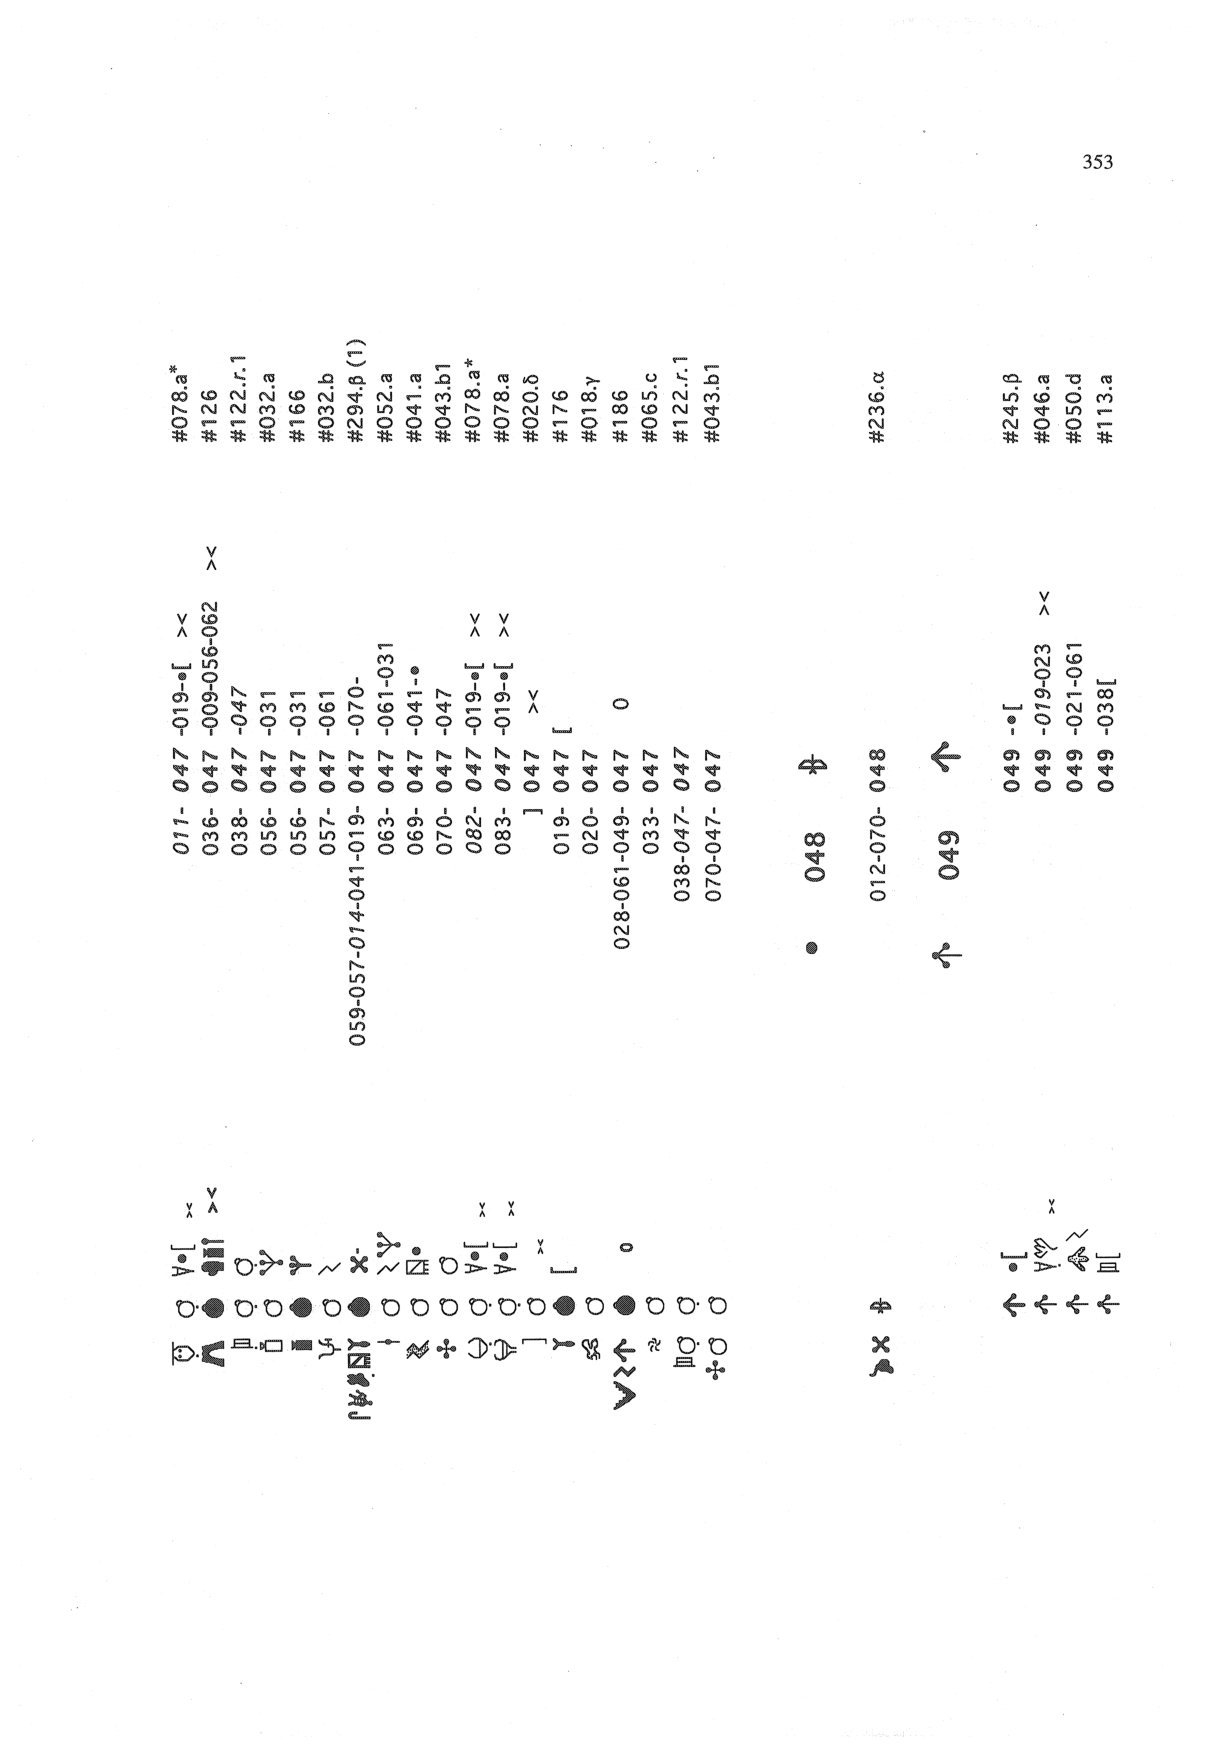 353
011- 047 -019-•[ >< #078.a*
036- 047 -009-056-062 >< #126
038- 047 -047 #122.r.1
056- 047 -031 #032.a
056- 047 -031 #166
057- 047 -061 #032.b
059-057-014-041-019- 047 -070- #294.β (1)
063- 047 -061-031 #052.a
069- 047 -041-• #041.a
070- 047 -047 #043.b1
082- 047 -019-•[ >< #078.a*
083- 047 -019-•[ >< #078.a
] 047 >< #020.δ
019- 047 [ #176
020- 047 #018.γ
028-061-049- 047 O #186
033- 047 #065.c
038-047- 047 #122.r.1
070-047- 047 #043.b1
• 048
012-070- 048 #236.α
049
049 -•[ #245.β
049 -019-023 >< #046.a
049 -021-061 #050.d
049 -038[ #113.a